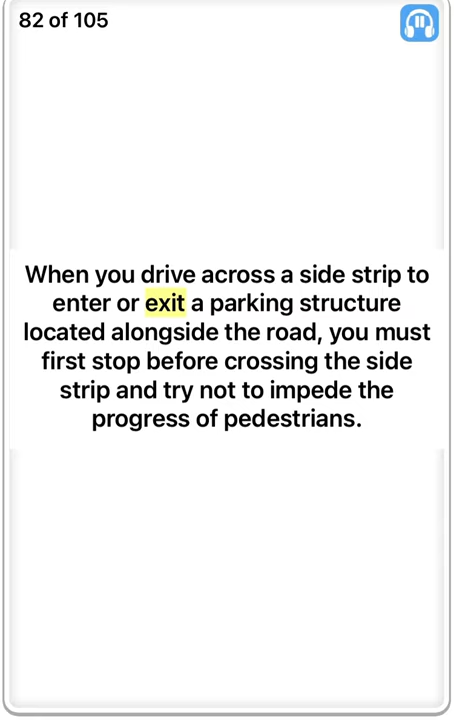 82 of 105
When you drive across a side strip to
enter or exit a parking structure
located alongside the road, you must
first stop before crossing the side
strip and try not to impede the
progress of pedestrians.